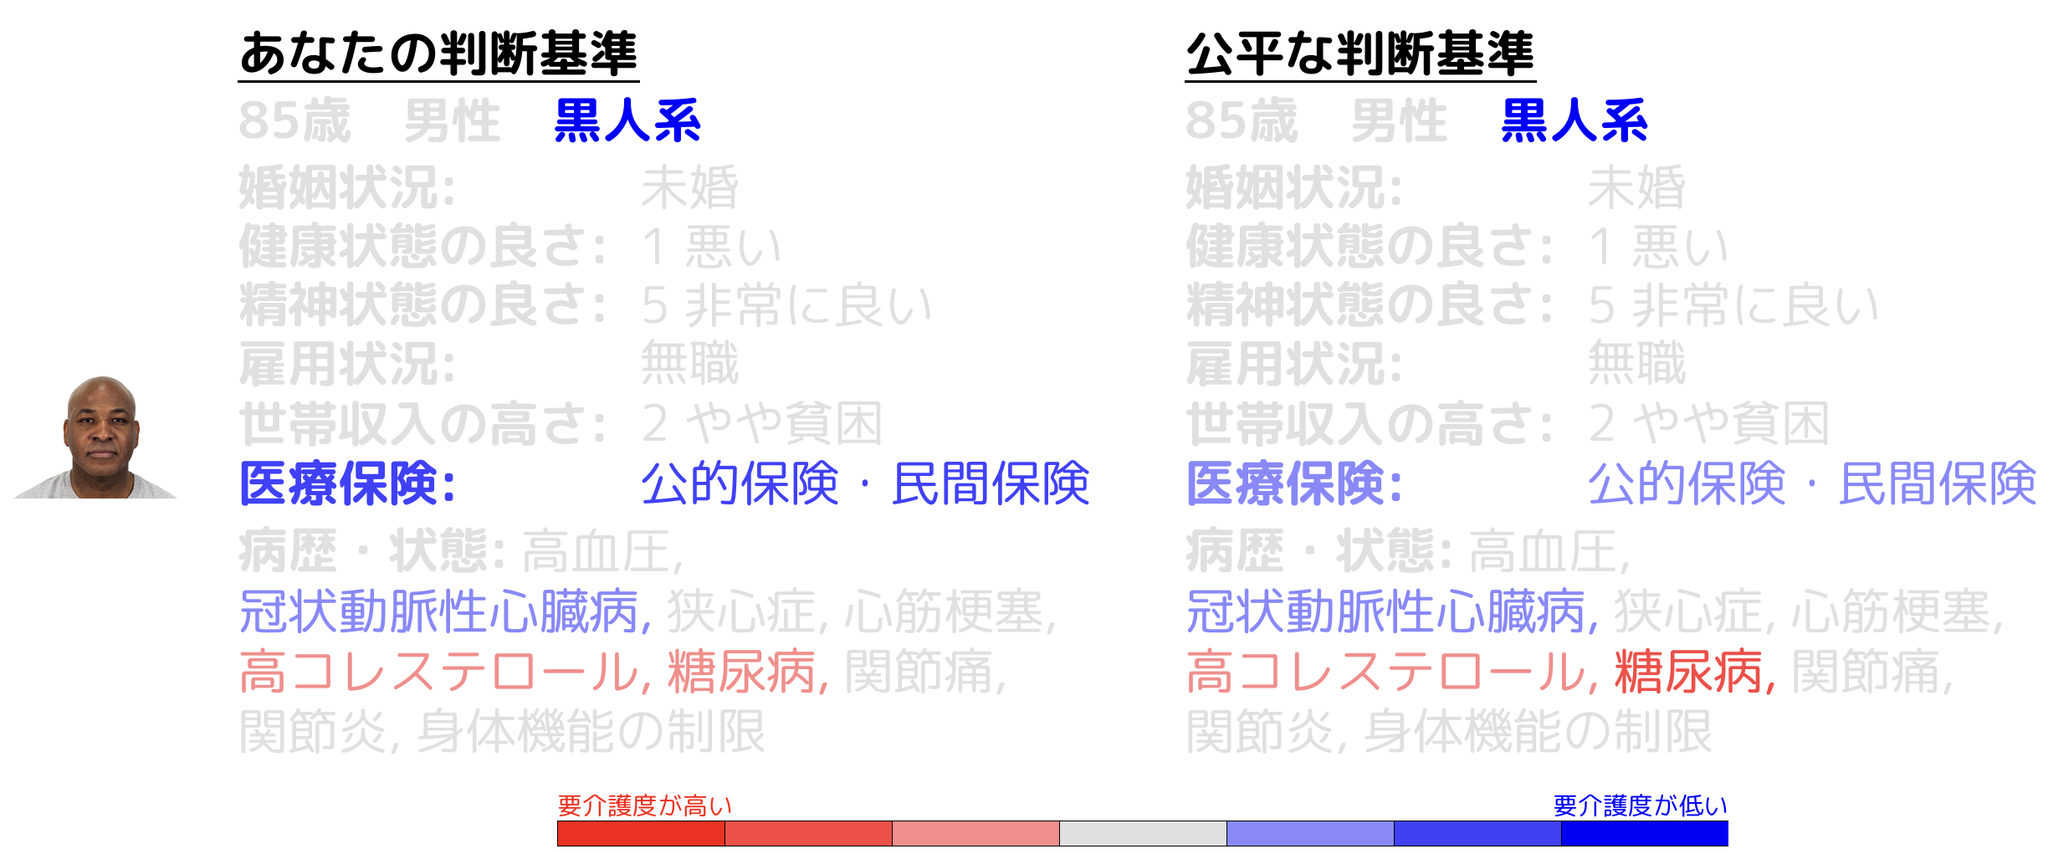 あなたの判断基準
85歳 男性 黒人系
婚姻状況: 未婚
健康状態の良さ: 1 悪い
精神状態の良さ: 5 非常に良い
雇用状況: 無職
世帯収入の高さ: 2 やや貧困
医療保険: 公的保険・民間保険
病歴・状態: 高血圧,
冠状動脈性心臓病, 狭心症, 心筋梗塞,
高コレステロール, 糖尿病, 関節痛,
関節炎, 身体機能の制限
公平な判断基準
85歳 男性 黒人系
婚姻状況: 未婚
健康状態の良さ: 1 悪い
精神状態の良さ: 5 非常に良い
雇用状況: 無職
世帯収入の高さ: 2 やや貧困
医療保険: 公的保険・民間保険
病歴・状態: 高血圧,
冠状動脈性心臓病, 狭心症, 心筋梗塞,
高コレステロール, 糖尿病, 関節痛,
関節炎, 身体機能の制限
要介護度が高い
要介護度が低い